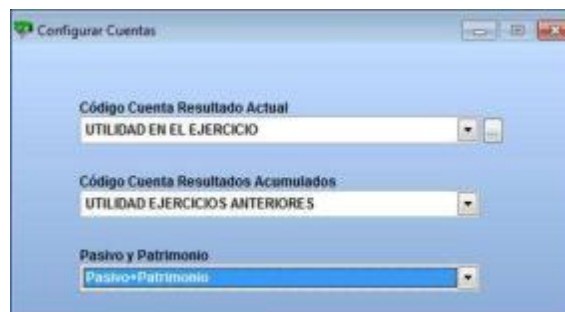 Configurar Cuentas
Código Cuenta Resultado Actual
UTILIDAD EN EL EJERCICIO
...
Código Cuenta Resultados Acumulados
UTILIDAD EJERCICIOS ANTERIORES
Pasivo y Patrimonio
Pasivo+Patrimonio